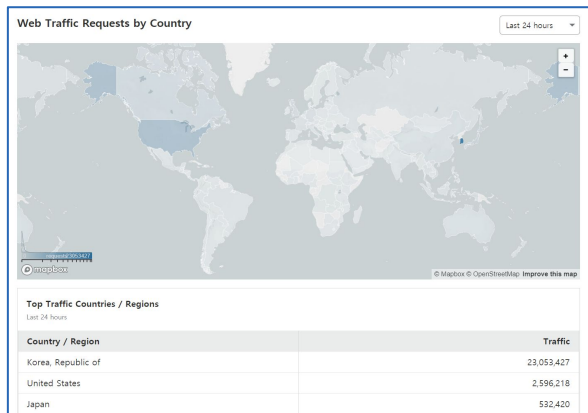 Web Traffic Requests by Country
Last 24 hours
+
−
mapbox
© Mapbox © OpenStreetMap Improve this map
Top Traffic Countries / Regions
Last 24 hours
Country / Region Traffic
Korea, Republic of 23,053,427
United States 2,596,218
Japan 532,420